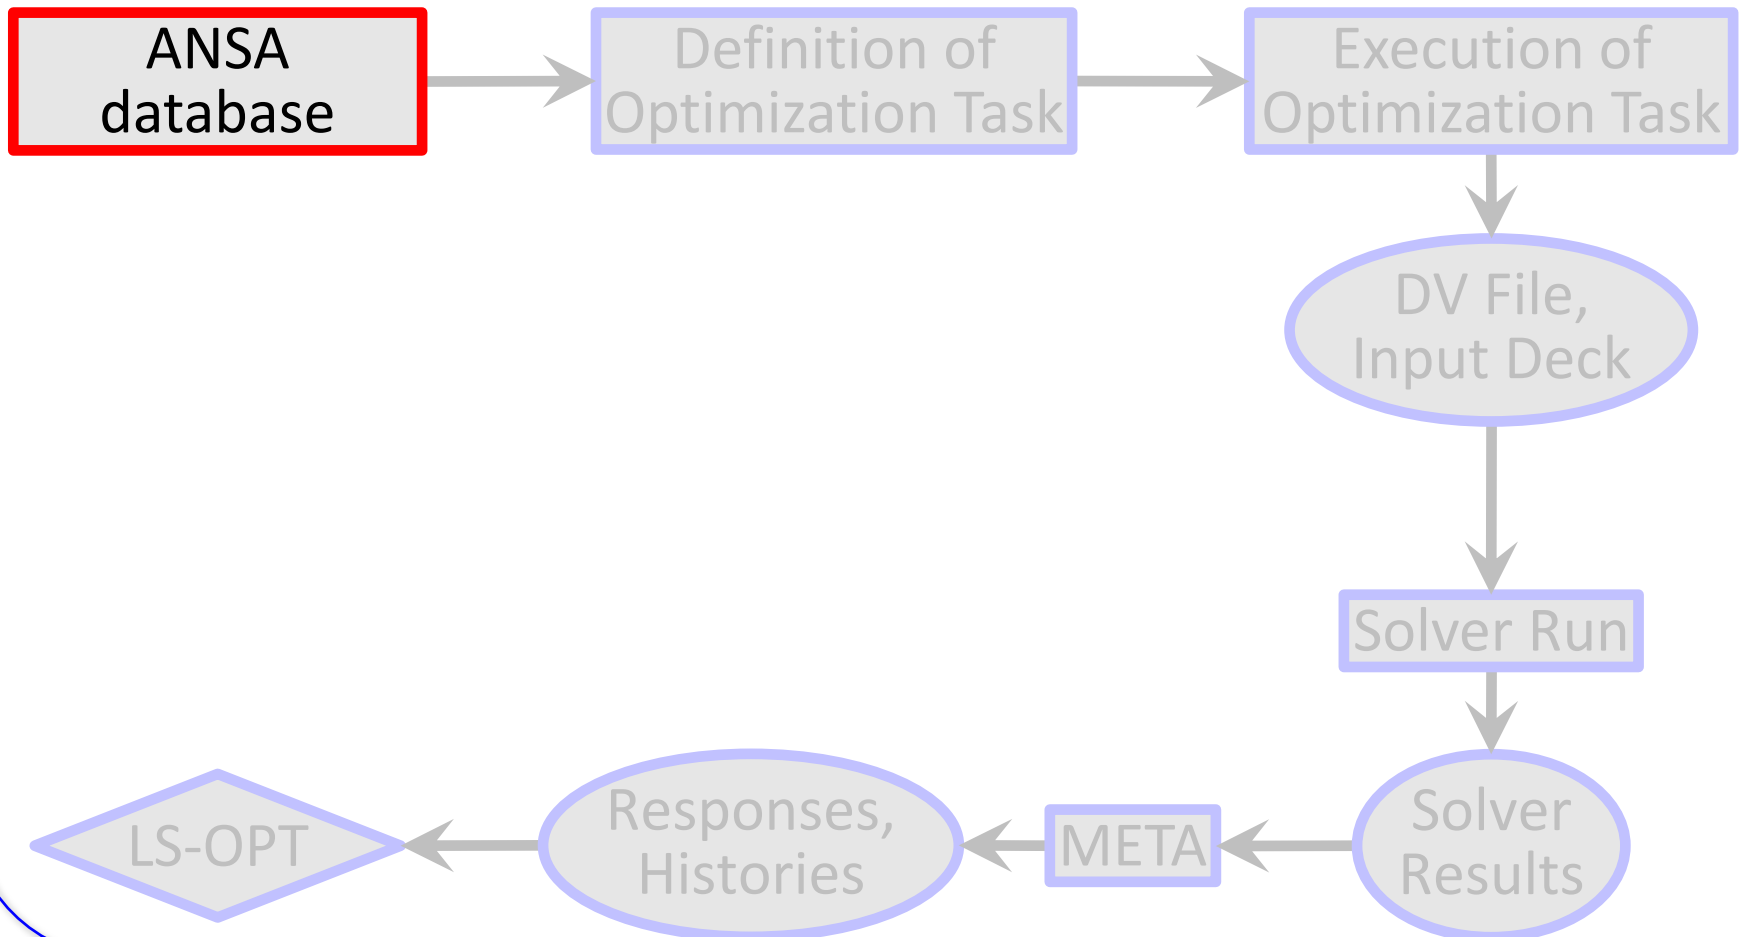 ANSA
database
Definition of
Optimization Task
Execution of
Optimization Task
DV File,
Input Deck
Solver Run
Solver
Results
META
Responses,
Histories
LS-OPT